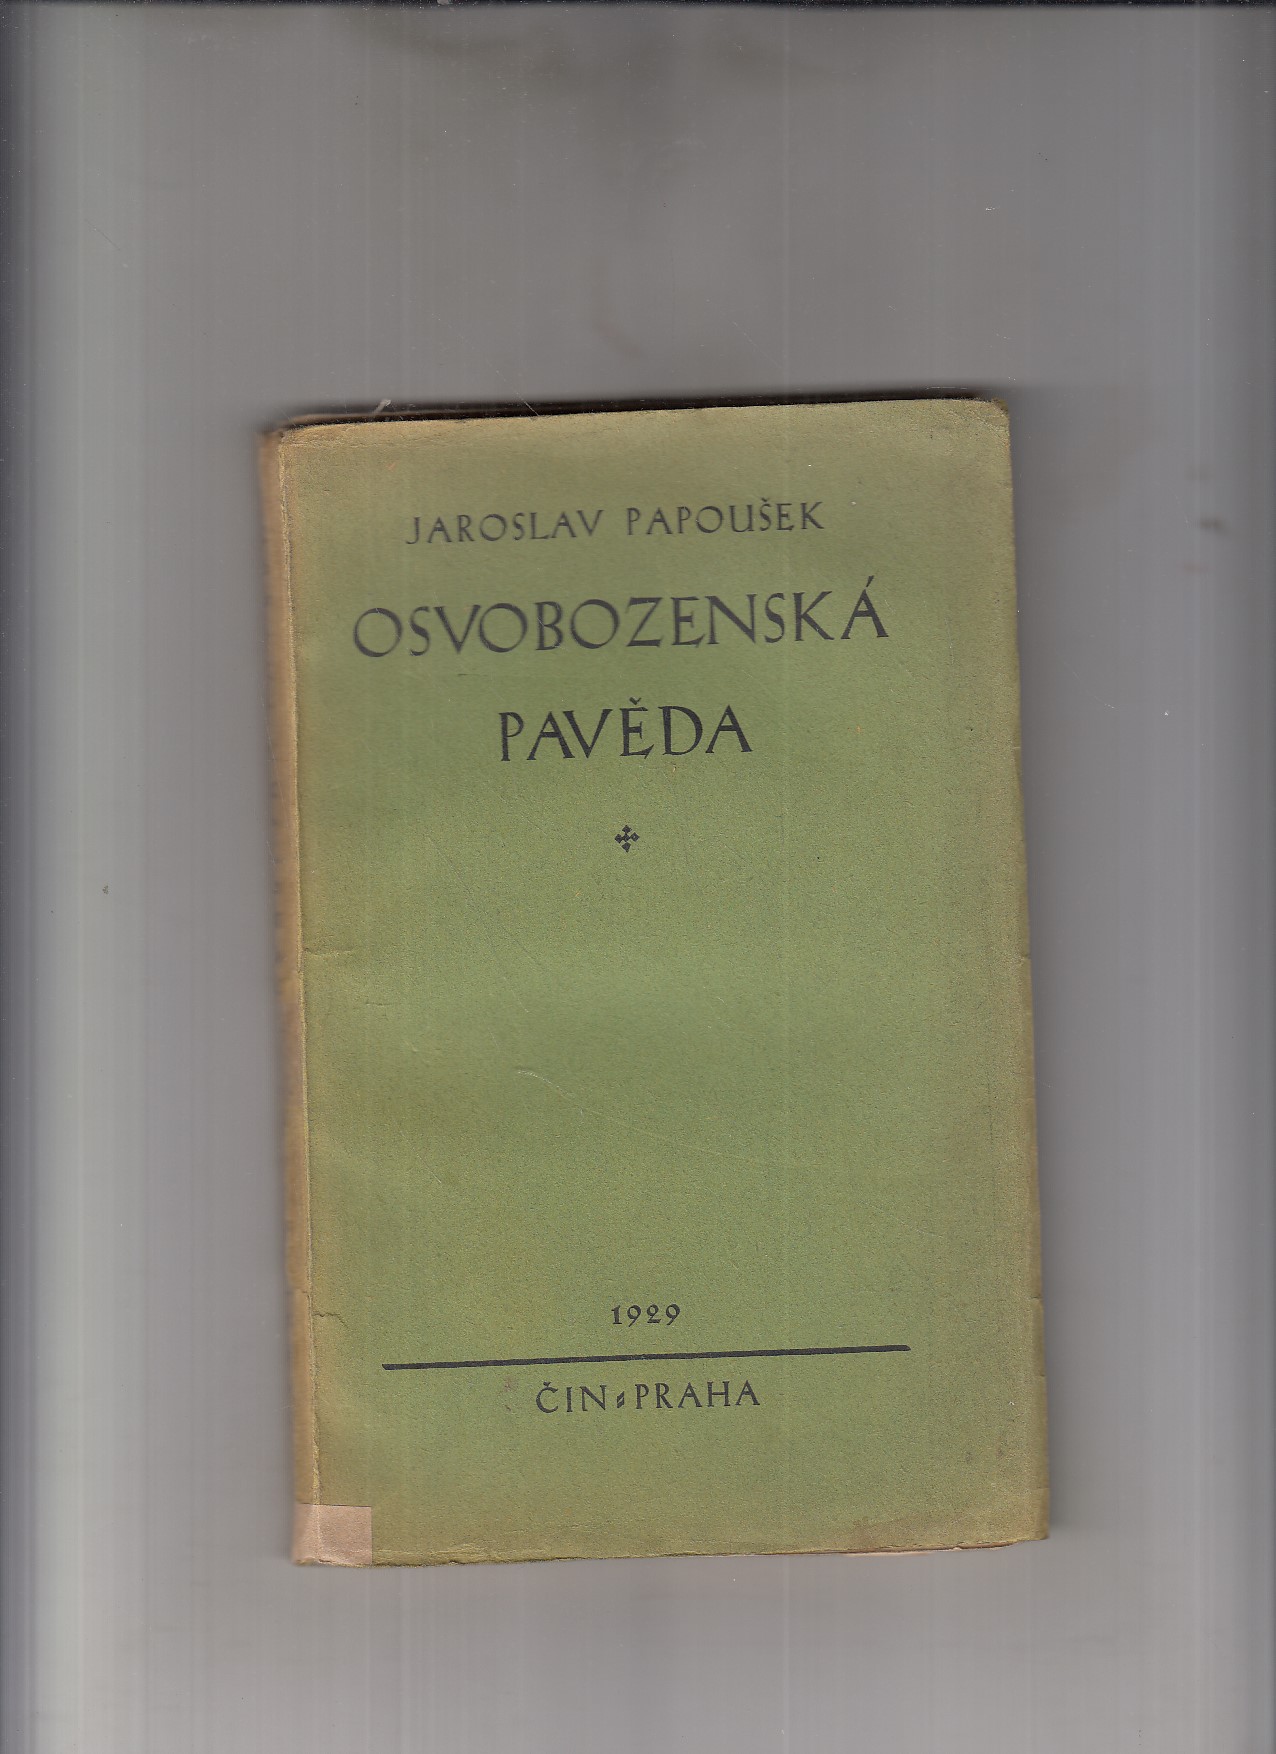 JAROSLAV PAPOUŠEK
OSVOBOZENSKÁ
PAVĚDA
1929
ČIN PRAHA